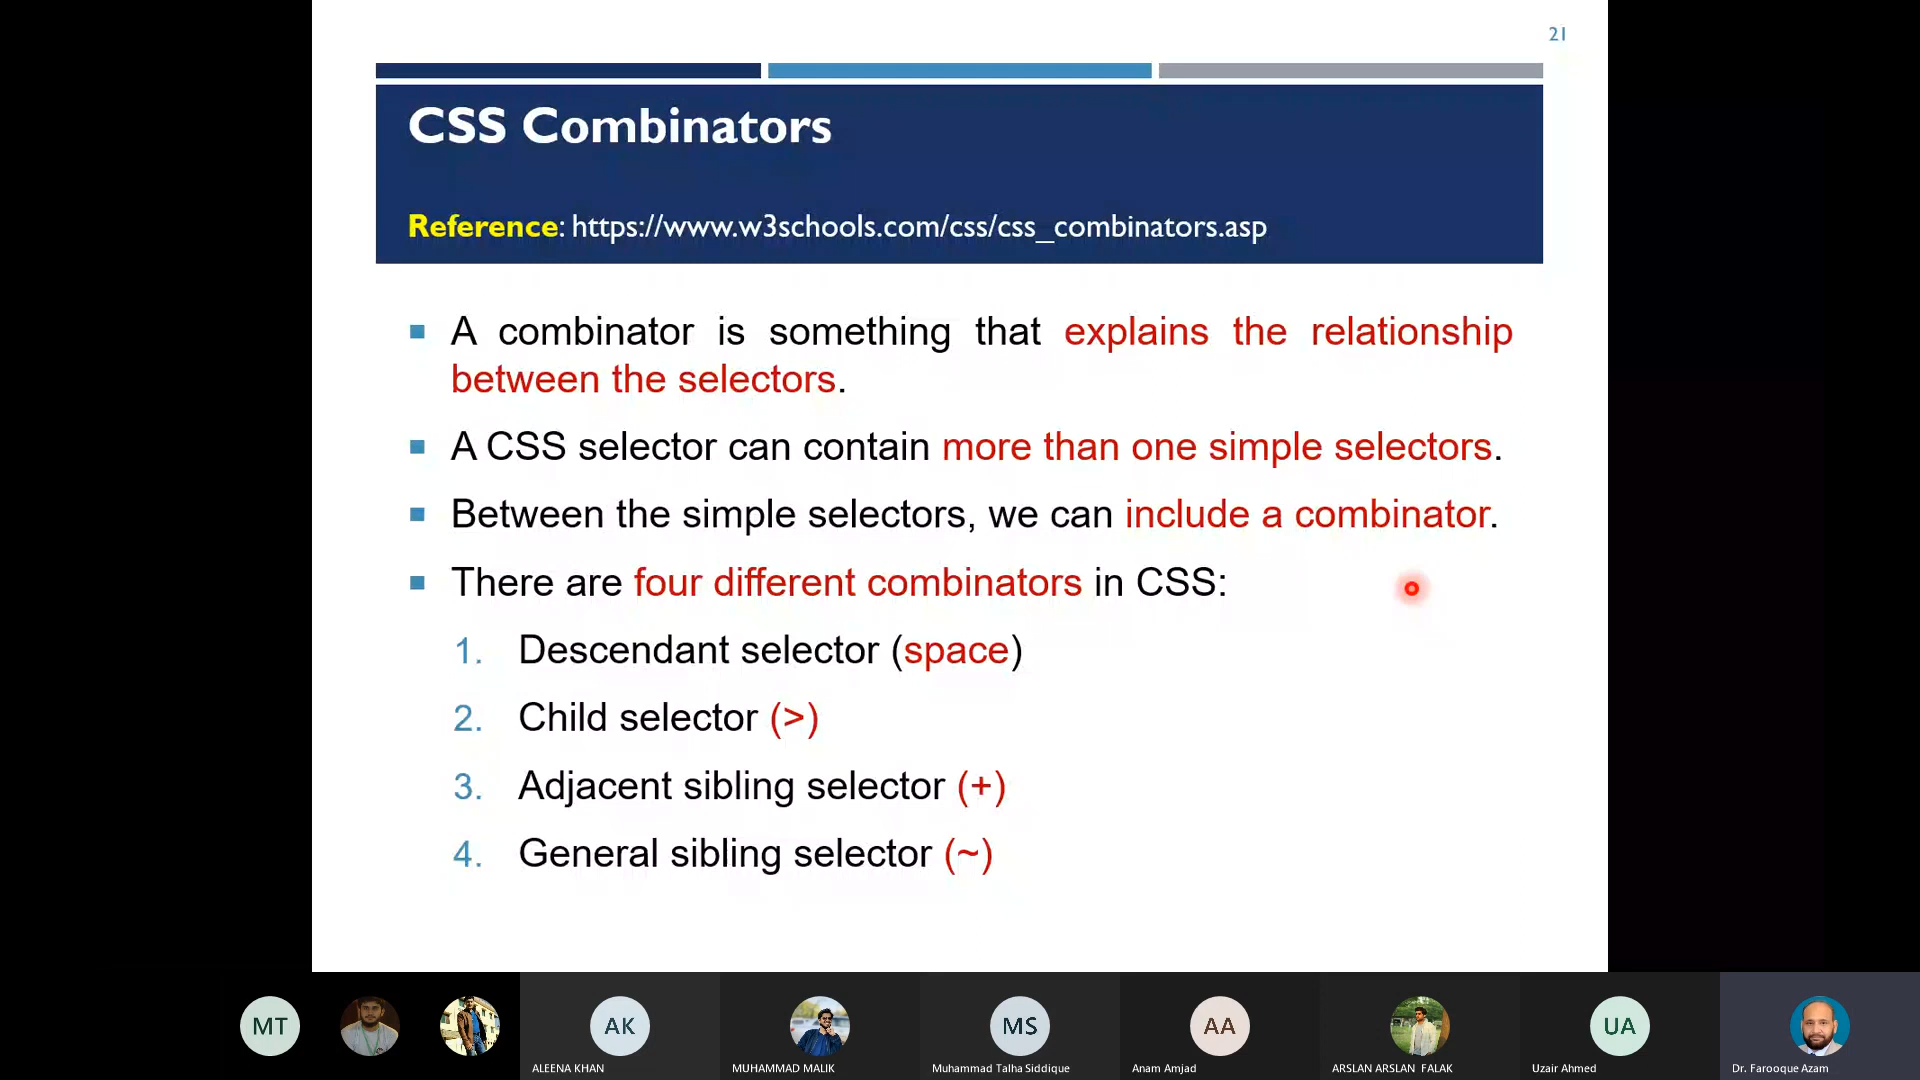 21
CSS Combinators
Reference: https://www.w3schools.com/css/css_combinators.asp
A combinator is something that explains the relationship
between the selectors.
A CSS selector can contain more than one simple selectors.
Between the simple selectors, we can include a combinator.
There are four different combinators in CSS:
1. Descendant selector (space)
2. Child selector (>)
3. Adjacent sibling selector (+)
4. General sibling selector (~)
MT AK MS AA UA
ALEENA KHAN MUHAMMAD MALIK Muhammad Talha Siddique Anam Amjad ARSLAN ARSLAN FALAK Uzair Ahmed Dr. Farooque Azam